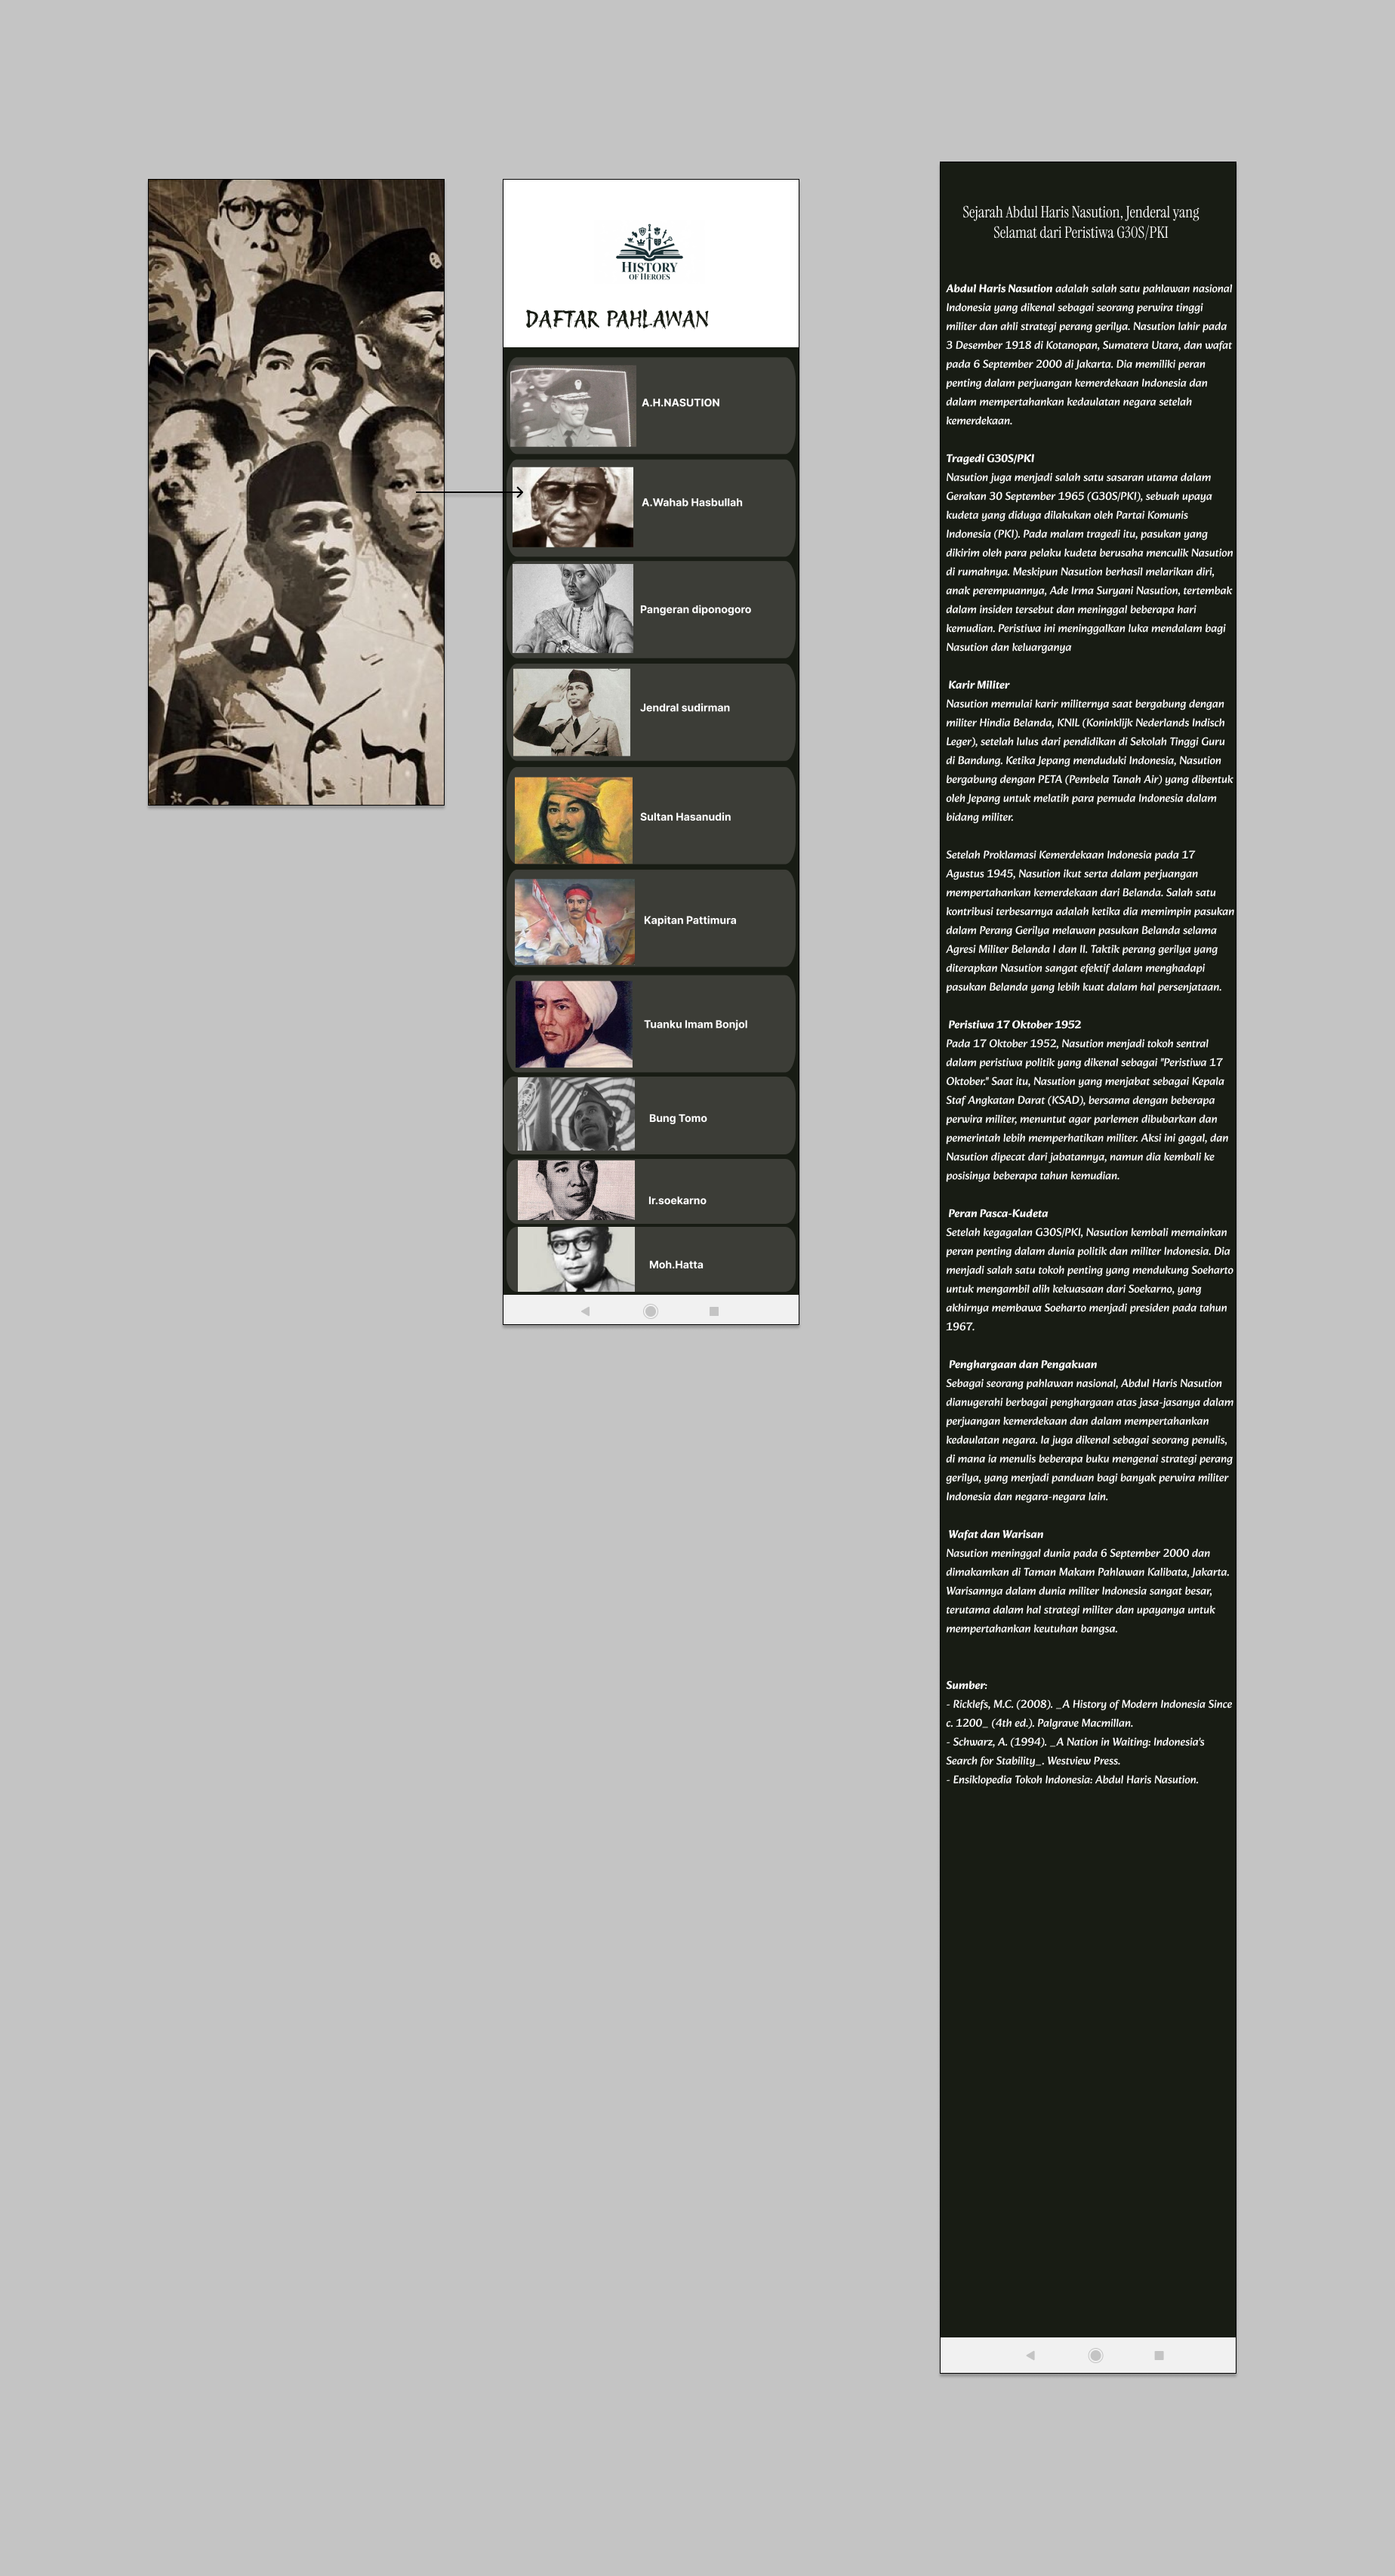 HISTORY
OF HEROES
DAFTAR PAHLAWAN
A.H.NASUTION
A.Wahab Hasbullah
Pangeran diponogoro
Jendral sudirman
Sultan Hasanudin
Kapitan Pattimura
Tuanku Imam Bonjol
Bung Tomo
Ir.soekarno
Moh.Hatta
Sejarah Abdul Haris Nasution, Jenderal yang
Selamat dari Peristiwa G30S/PKI
Abdul Haris Nasution adalah salah satu pahlawan nasional
Indonesia yang dikenal sebagai seorang perwira tinggi
militer dan ahli strategi perang gerilya. Nasution lahir pada
3 Desember 1918 di Kotanopan, Sumatera Utara, dan wafat
pada 6 September 2000 di Jakarta. Dia memiliki peran
penting dalam perjuangan kemerdekaan Indonesia dan
dalam mempertahankan kedaulatan negara setelah
kemerdekaan.
Tragedi G30S/PKI
Nasution juga menjadi salah satu sasaran utama dalam
Gerakan 30 September 1965 (G30S/PKI), sebuah upaya
kudeta yang diduga dilakukan oleh Partai Komunis
Indonesia (PKI). Pada malam tragedi itu, pasukan yang
dikirim oleh para pelaku kudeta berusaha menculik Nasution
di rumahnya. Meskipun Nasution berhasil melarikan diri,
anak perempuannya, Ade Irma Suryani Nasution, tertembak
dalam insiden tersebut dan meninggal beberapa hari
kemudian. Peristiwa ini meninggalkan luka mendalam bagi
Nasution dan keluarganya
Karir Militer
Nasution memulai karir militernya saat bergabung dengan
militer Hindia Belanda, KNIL (Koninklijk Nederlands Indisch
Leger), setelah lulus dari pendidikan di Sekolah Tinggi Guru
di Bandung. Ketika Jepang menduduki Indonesia, Nasution
bergabung dengan PETA (Pembela Tanah Air) yang dibentuk
oleh Jepang untuk melatih para pemuda Indonesia dalam
bidang militer.
Setelah Proklamasi Kemerdekaan Indonesia pada 17
Agustus 1945, Nasution ikut serta dalam perjuangan
mempertahankan kemerdekaan dari Belanda. Salah satu
kontribusi terbesarnya adalah ketika dia memimpin pasukan
dalam Perang Gerilya melawan pasukan Belanda selama
Agresi Militer Belanda I dan II. Taktik perang gerilya yang
diterapkan Nasution sangat efektif dalam menghadapi
pasukan Belanda yang lebih kuat dalam hal persenjataan.
Peristiwa 17 Oktober 1952
Pada 17 Oktober 1952, Nasution menjadi tokoh sentral
dalam peristiwa politik yang dikenal sebagai "Peristiwa 17
Oktober." Saat itu, Nasution yang menjabat sebagai Kepala
Staf Angkatan Darat (KSAD), bersama dengan beberapa
perwira militer, menuntut agar parlemen dibubarkan dan
pemerintah lebih memperhatikan militer. Aksi ini gagal, dan
Nasution dipecat dari jabatannya, namun dia kembali ke
posisinya beberapa tahun kemudian.
Peran Pasca-Kudeta
Setelah kegagalan G30S/PKI, Nasution kembali memainkan
peran penting dalam dunia politik dan militer Indonesia. Dia
menjadi salah satu tokoh penting yang mendukung Soeharto
untuk mengambil alih kekuasaan dari Soekarno, yang
akhirnya membawa Soeharto menjadi presiden pada tahun
1967.
Penghargaan dan Pengakuan
Sebagai seorang pahlawan nasional, Abdul Haris Nasution
dianugerahi berbagai penghargaan atas jasa-jasanya dalam
perjuangan kemerdekaan dan dalam mempertahankan
kedaulatan negara. Ia juga dikenal sebagai seorang penulis,
di mana ia menulis beberapa buku mengenai strategi perang
gerilya, yang menjadi panduan bagi banyak perwira militer
Indonesia dan negara-negara lain.
Wafat dan Warisan
Nasution meninggal dunia pada 6 September 2000 dan
dimakamkan di Taman Makam Pahlawan Kalibata, Jakarta.
Warisannya dalam dunia militer Indonesia sangat besar,
terutama dalam hal strategi militer dan upayanya untuk
mempertahankan keutuhan bangsa.
Sumber:
- Ricklefs, M.C. (2008). _A History of Modern Indonesia Since
c. 1200_ (4th ed.). Palgrave Macmillan.
- Schwarz, A. (1994). _A Nation in Waiting: Indonesia's
Search for Stability_. Westview Press.
- Ensiklopedia Tokoh Indonesia: Abdul Haris Nasution.